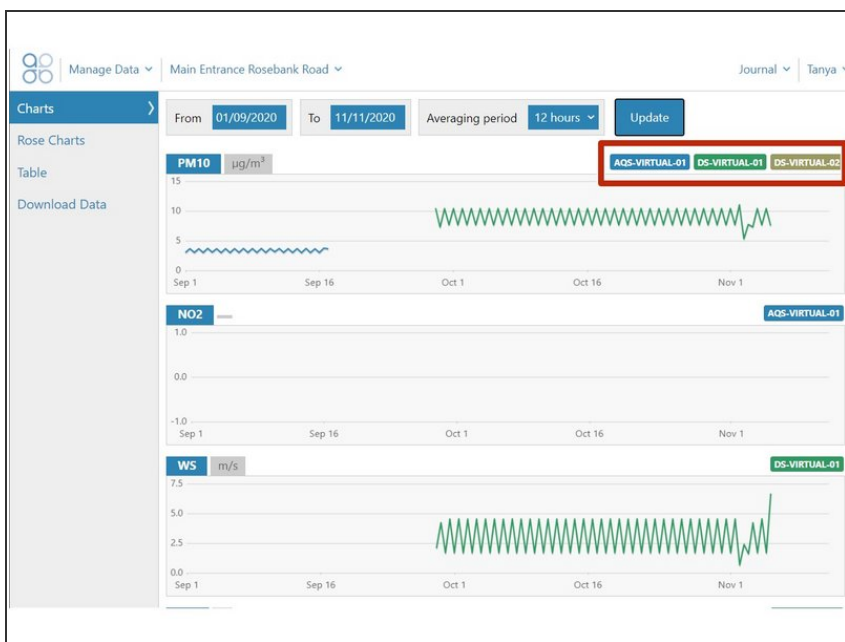 Manage Data Main Entrance Rosebank Road Journal Tanya
Charts
Rose Charts
Table
Download Data
From 01/09/2020 To 11/11/2020 Averaging period 12 hours Update
PM10 µg/m³ AQS-VIRTUAL-01 DS-VIRTUAL-01 DS-VIRTUAL-02
15
10
5
0
Sep 1 Sep 16 Oct 1 Oct 16 Nov 1
NO2 AQS-VIRTUAL-01
1.0
0.0
-1.0
Sep 1 Sep 16 Oct 1 Oct 16 Nov 1
WS m/s DS-VIRTUAL-01
7.5
5.0
2.5
0.0
Sep 1 Sep 16 Oct 1 Oct 16 Nov 1